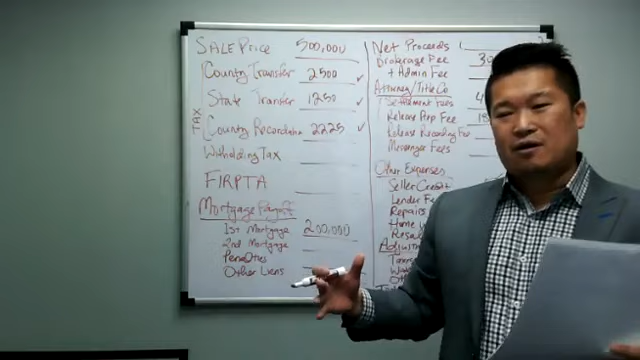 SALE PRICE 500,000
County Transfer 2500 ✓
State Transfer 1250 ✓
County Recordation 2225 ✓
TAX
Withholding Tax
FIRPTA
Mortgage Payoff
1st Mortgage 200,000
2nd Mortgage
Penalties
Other Liens
Net Proceeds
Brokerage Fee
+ Admin Fee
Attorney/Title Co
Settlement Fees
Release Prep Fee
Release Recording Fee
Messenger Fees
Other Expenses
Seller Credit
Lender
Repairs
Home